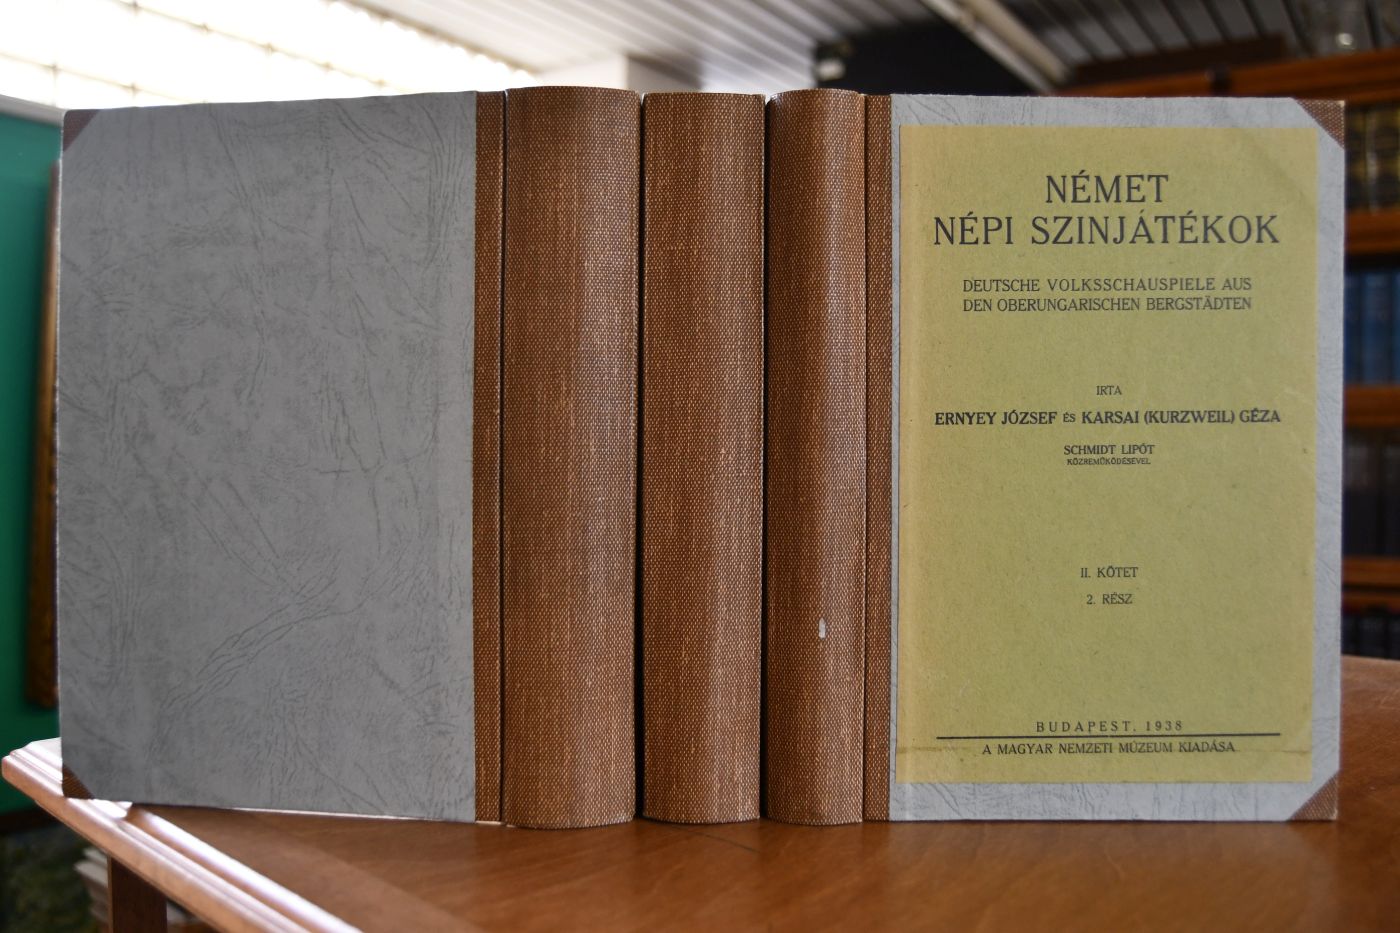 NÉMET
NÉPI SZINJÁTÉKOK
DEUTSCHE VOLKSSCHAUSPIELE AUS
DEN OBERUNGARISCHEN BERGSTÄDTEN
IRTA
ERNYEY JÓZSEF ÉS KARSAI (KURZWEIL) GÉZA
SCHMIDT LIPÓT
KÖZREMŰKÖDÉSÉVEL
II. KÖTET
2. RÉSZ
BUDAPEST, 1938
A MAGYAR NEMZETI MÚZEUM KIADÁSA